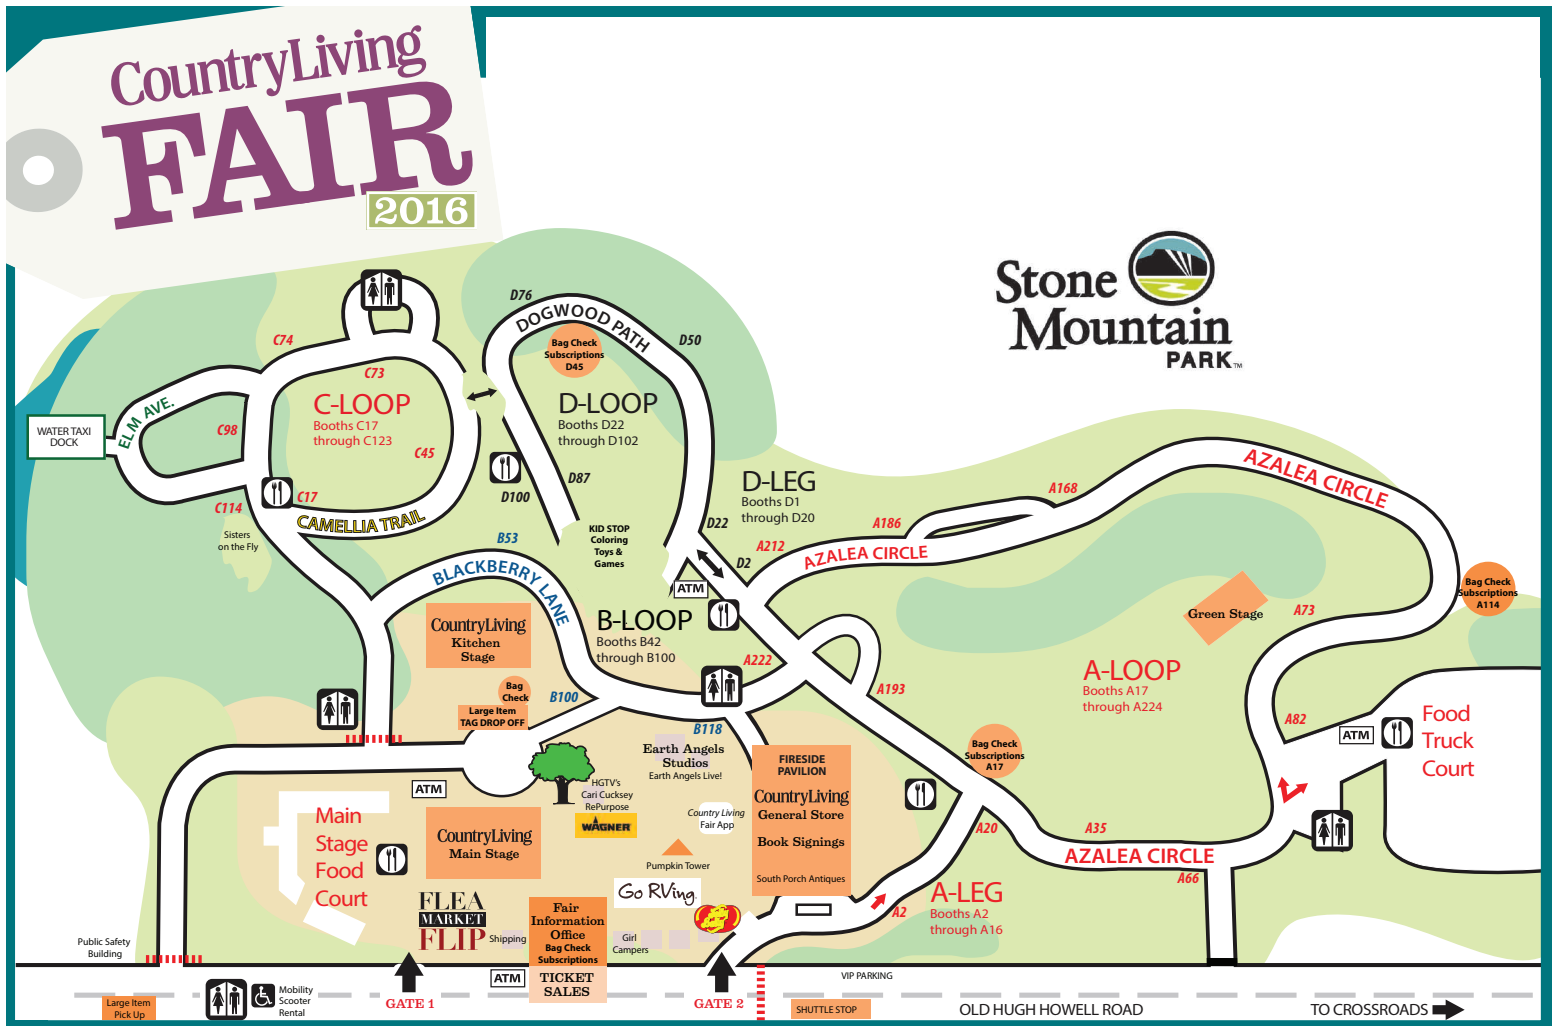 CountryLiving
FAIR
2016
Stone
Mountain
PARK™
D76
DOGWOOD PATH
D50
Bag Check
Subscriptions
D45
C74
C73
C-LOOP
Booths C17
through C123
D-LOOP
Booths D22
through D102
ELM AVE.
WATER TAXI
DOCK
C98
C45
C114
C17
CAMELLIA TRAIL
Sisters
on the Fly
D87
D100
D-LEG
Booths D1
through D20
D22
D2
KID STOP
Coloring
Toys &
Games
A168
A186
A212
AZALEA CIRCLE
AZALEA CIRCLE
B53
BLACKBERRY LANE
ATM
Bag Check
Subscriptions
A114
Green Stage
A73
B-LOOP
Booths B42
through B100
CountryLiving
Kitchen
Stage
A222
A193
A-LOOP
Booths A17
through A224
Bag
Check
Large Item
TAG DROP OFF
B100
B118
A82
ATM
Food
Truck
Court
Bag Check
Subscriptions
A17
Earth Angels
Studios
Earth Angels Live!
FIRESIDE
PAVILION
CountryLiving
General Store
Book Signings
South Porch Antiques
HGTV's
Cari Cucksey
RePurpose
WAGNER
Country Living
Fair App
ATM
Main
Stage
Food
Court
CountryLiving
Main Stage
Pumpkin Tower
A20
A35
AZALEA CIRCLE
A66
Go RVing
A-LEG
Booths A2
through A16
A2
FLEA
MARKET
FLIP
Shipping
Fair
Information
Office
Bag Check
Subscriptions
Girl
Campers
Jelly Belly
Public Safety
Building
ATM
TICKET
SALES
VIP PARKING
Large Item
Pick Up
Mobility
Scooter
Rental
GATE 1
GATE 2
SHUTTLE STOP
OLD HUGH HOWELL ROAD
TO CROSSROADS